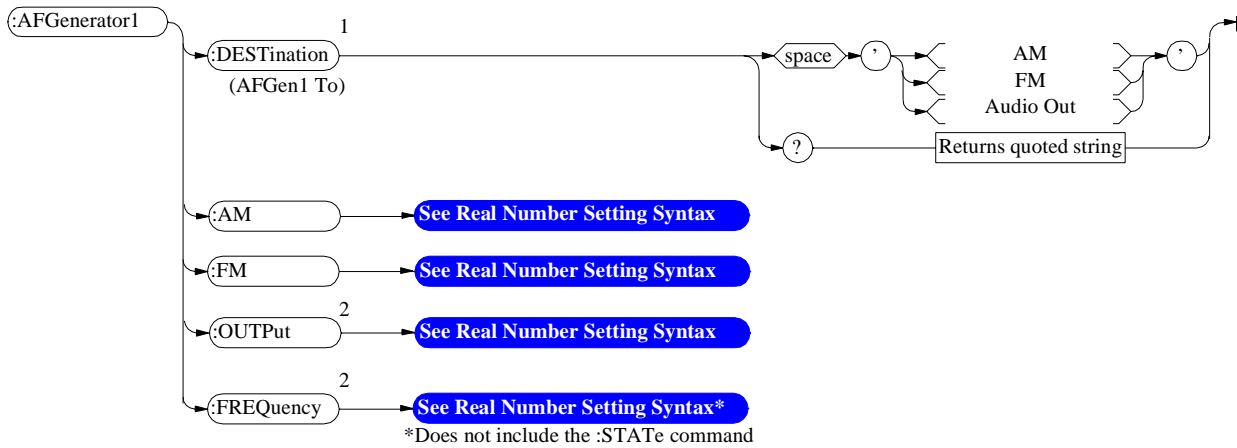 :AFGenerator1
1
:DESTination
(AFGen1 To)
space
’
AM
FM
Audio Out
’
?
Returns quoted string
:AM
See Real Number Setting Syntax
:FM
See Real Number Setting Syntax
2
:OUTPut
See Real Number Setting Syntax
2
:FREQuency
See Real Number Setting Syntax*
*Does not include the :STATe command